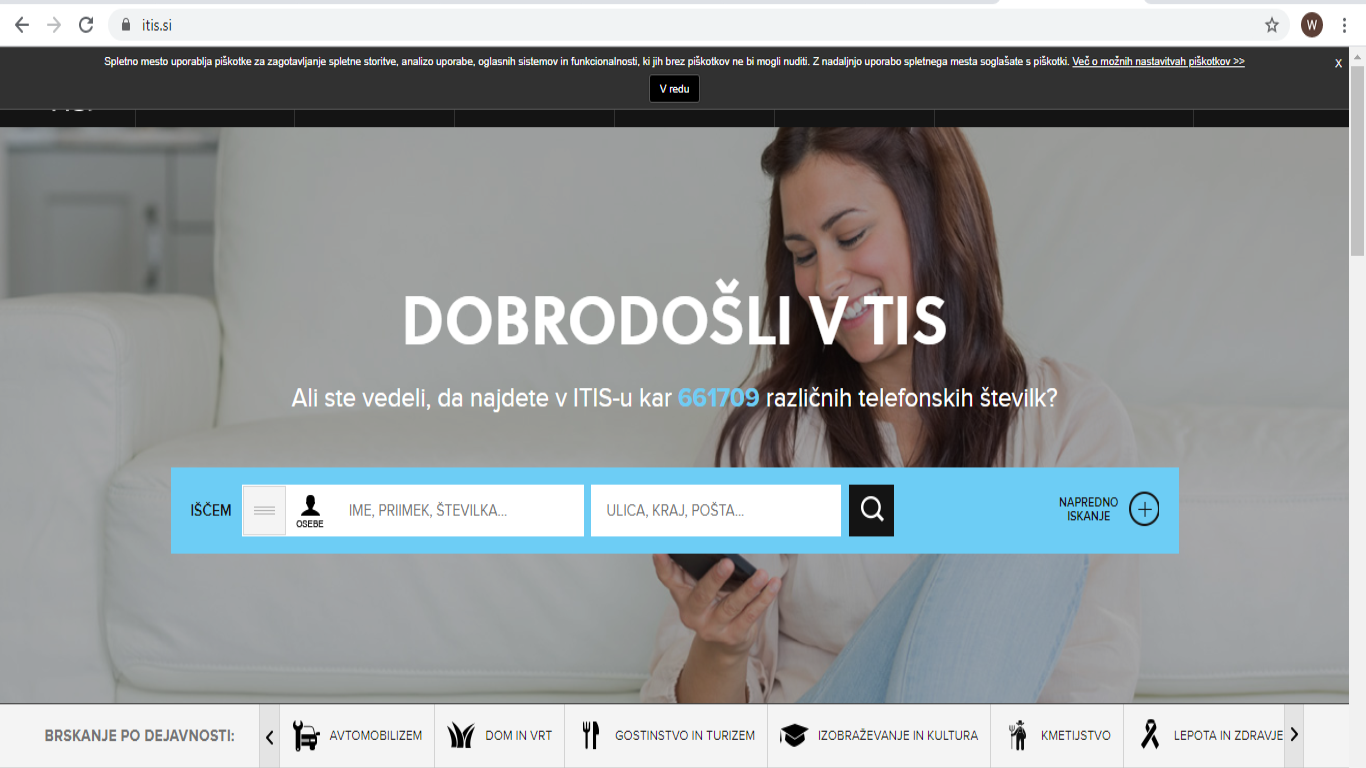 itis.si
W
Spletno mesto uporablja piškotke za zagotavljanje spletne storitve, analizo uporabe, oglasnih sistemov in funkcionalnosti, ki jih brez piškotkov ne bi mogli nuditi. Z nadaljnjo uporabo spletnega mesta soglašate s piškotki. Več o možnih nastavitvah piškotkov >>
X
V redu
DOBRODOŠLI V TIS
Ali ste vedeli, da najdete v ITIS-u kar 661709 različnih telefonskih številk?
IŠČEM
OSEBE
IME, PRIIMEK, ŠTEVILKA...
ULICA, KRAJ, POŠTA...
NAPREDNO
ISKANJE
BRSKANJE PO DEJAVNOSTI:
AVTOMOBILIZEM
DOM IN VRT
GOSTINSTVO IN TURIZEM
IZOBRAŽEVANJE IN KULTURA
KMETIJSTVO
LEPOTA IN ZDRAVJE